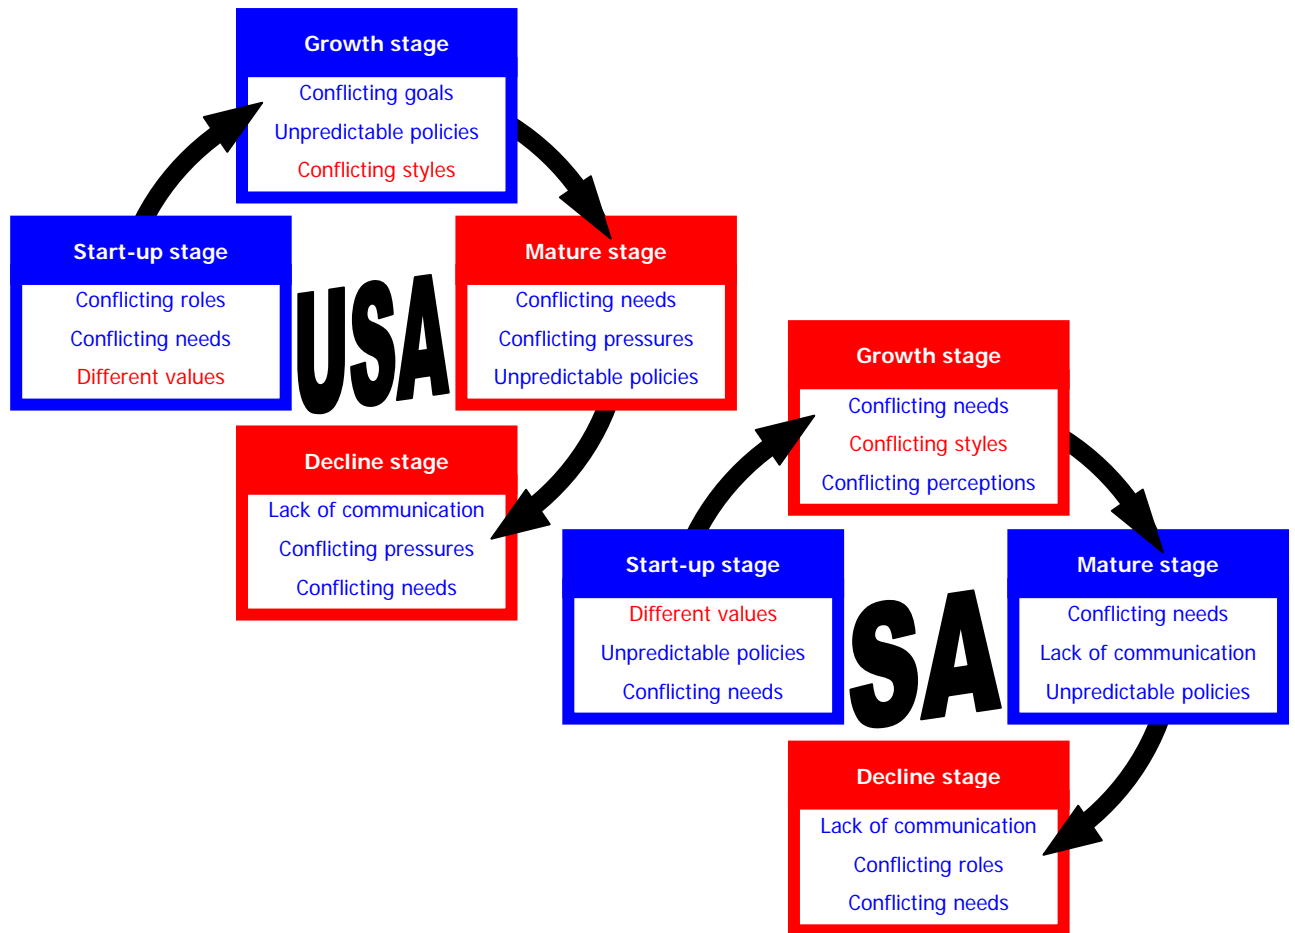 Growth stage
Conflicting goals
Unpredictable policies
Conflicting styles
Start-up stage
Conflicting roles
Conflicting needs
Different values
USA
Mature stage
Conflicting needs
Conflicting pressures
Unpredictable policies
Decline stage
Lack of communication
Conflicting pressures
Conflicting needs
Growth stage
Conflicting needs
Conflicting styles
Conflicting perceptions
Start-up stage
Different values
Unpredictable policies
Conflicting needs
SA
Mature stage
Conflicting needs
Lack of communication
Unpredictable policies
Decline stage
Lack of communication
Conflicting roles
Conflicting needs